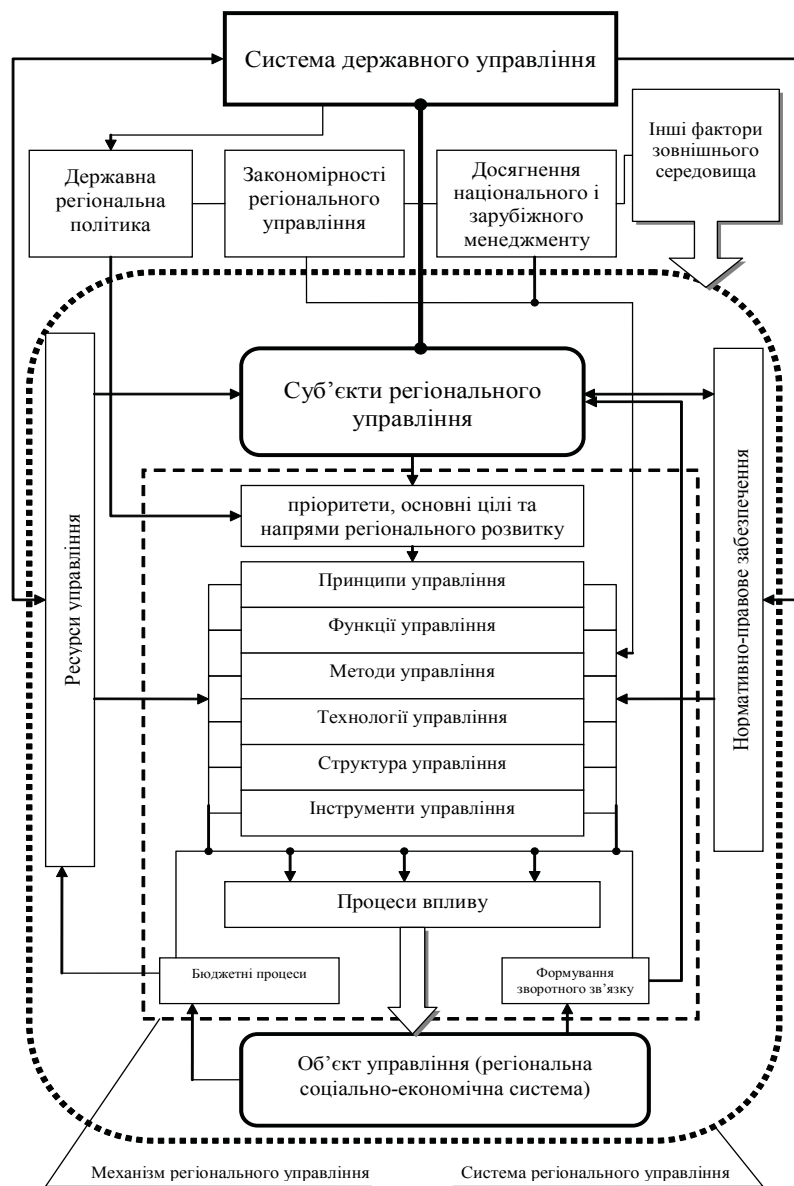 Система державного управління
Інші фактори
зовнішнього
середовища
Державна
регіональна
політика
Закономірності
регіонального
управління
Досягнення
національного і
зарубіжного
менеджменту
Суб’єкти регіонального
управління
пріоритети, основні цілі та
напрями регіонального розвитку
Ресурси управління
Принципи управління
Функції управління
Методи управління
Технології управління
Структура управління
Інструменти управління
Нормативно-правове забезпечення
Процеси впливу
Бюджетні процеси
Формування
зворотного зв’язку
Об’єкт управління (регіональна
соціально-економічна система)
Механізм регіонального управління
Система регіонального управління